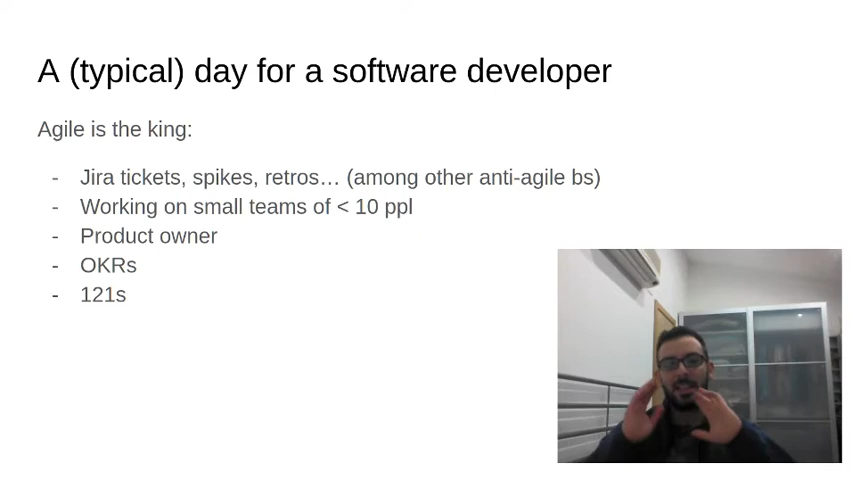 A (typical) day for a software developer
Agile is the king:
- Jira tickets, spikes, retros… (among other anti-agile bs)
- Working on small teams of < 10 ppl
- Product owner
- OKRs
- 121s